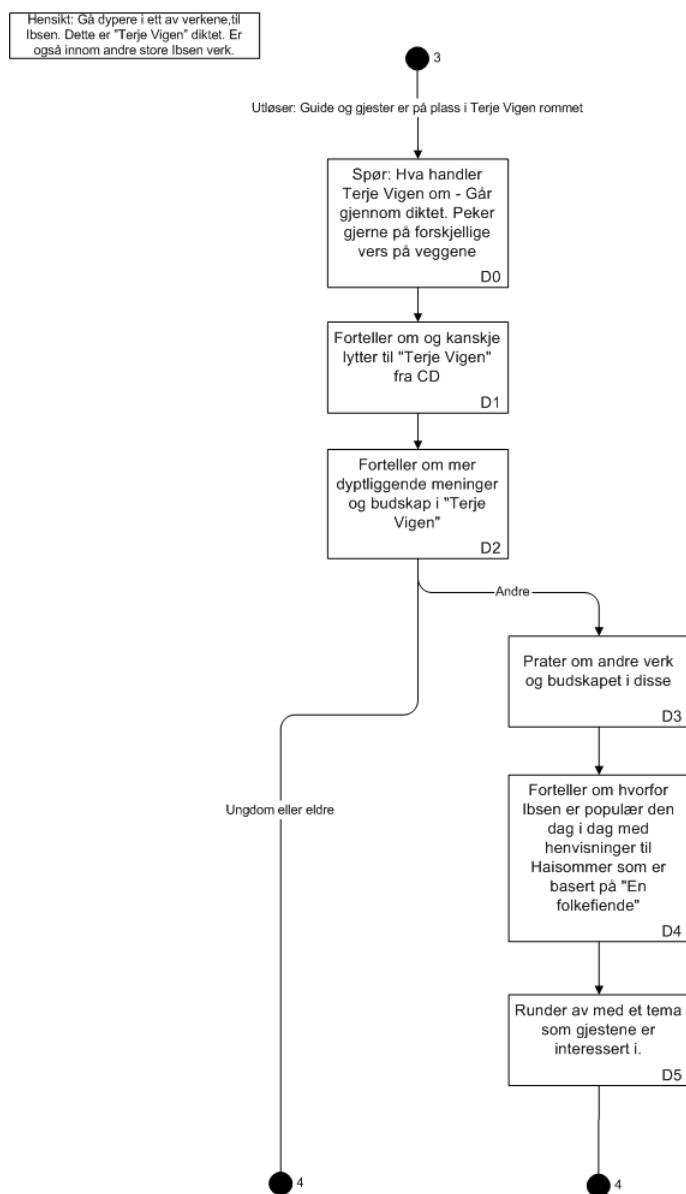 Hensikt: Gå dypere i ett av verkene,til
Ibsen. Dette er "Terje Vigen" diktet. Er
også innom andre store Ibsen verk.
3
Utløser: Guide og gjester er på plass i Terje Vigen rommet
Spør: Hva handler
Terje Vigen om - Går
gjennom diktet. Peker
gjerne på forskjellige
vers på veggene
D0
Forteller om og kanskje
lytter til "Terje Vigen"
fra CD
D1
Forteller om mer
dyptliggende meninger
og budskap i "Terje
Vigen"
D2
Andre
Prater om andre verk
og budskapet i disse
D3
Ungdom eller eldre
Forteller om hvorfor
Ibsen er populær den
dag i dag med
henvisninger til
Haisommer som er
basert på "En
folkefiende"
D4
Runder av med et tema
som gjestene er
interessert i.
D5
4
4